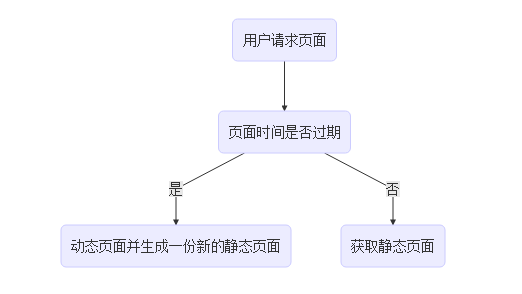 用户请求页面
页面时间是否过期
是
否
动态页面并生成一份新的静态页面
获取静态页面